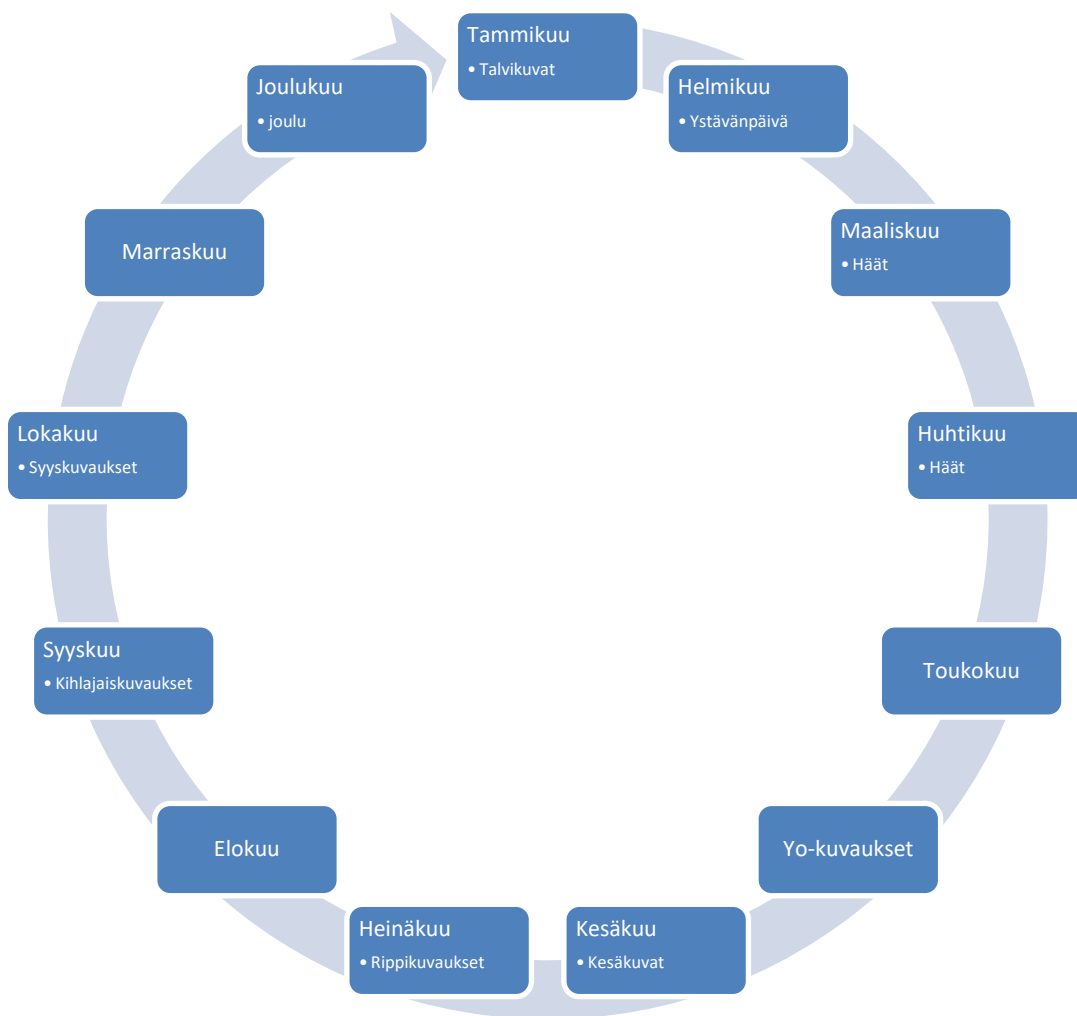 Tammikuu
• Talvikuvat
Helmikuu
• Ystävänpäivä
Maaliskuu
• Häät
Huhtikuu
• Häät
Toukokuu
Yo-kuvaukset
Kesäkuu
• Kesäkuvat
Heinäkuu
• Rippikuvaukset
Elokuu
Syyskuu
• Kihlajaiskuvaukset
Lokakuu
• Syyskuvaukset
Marraskuu
Joulukuu
• joulu